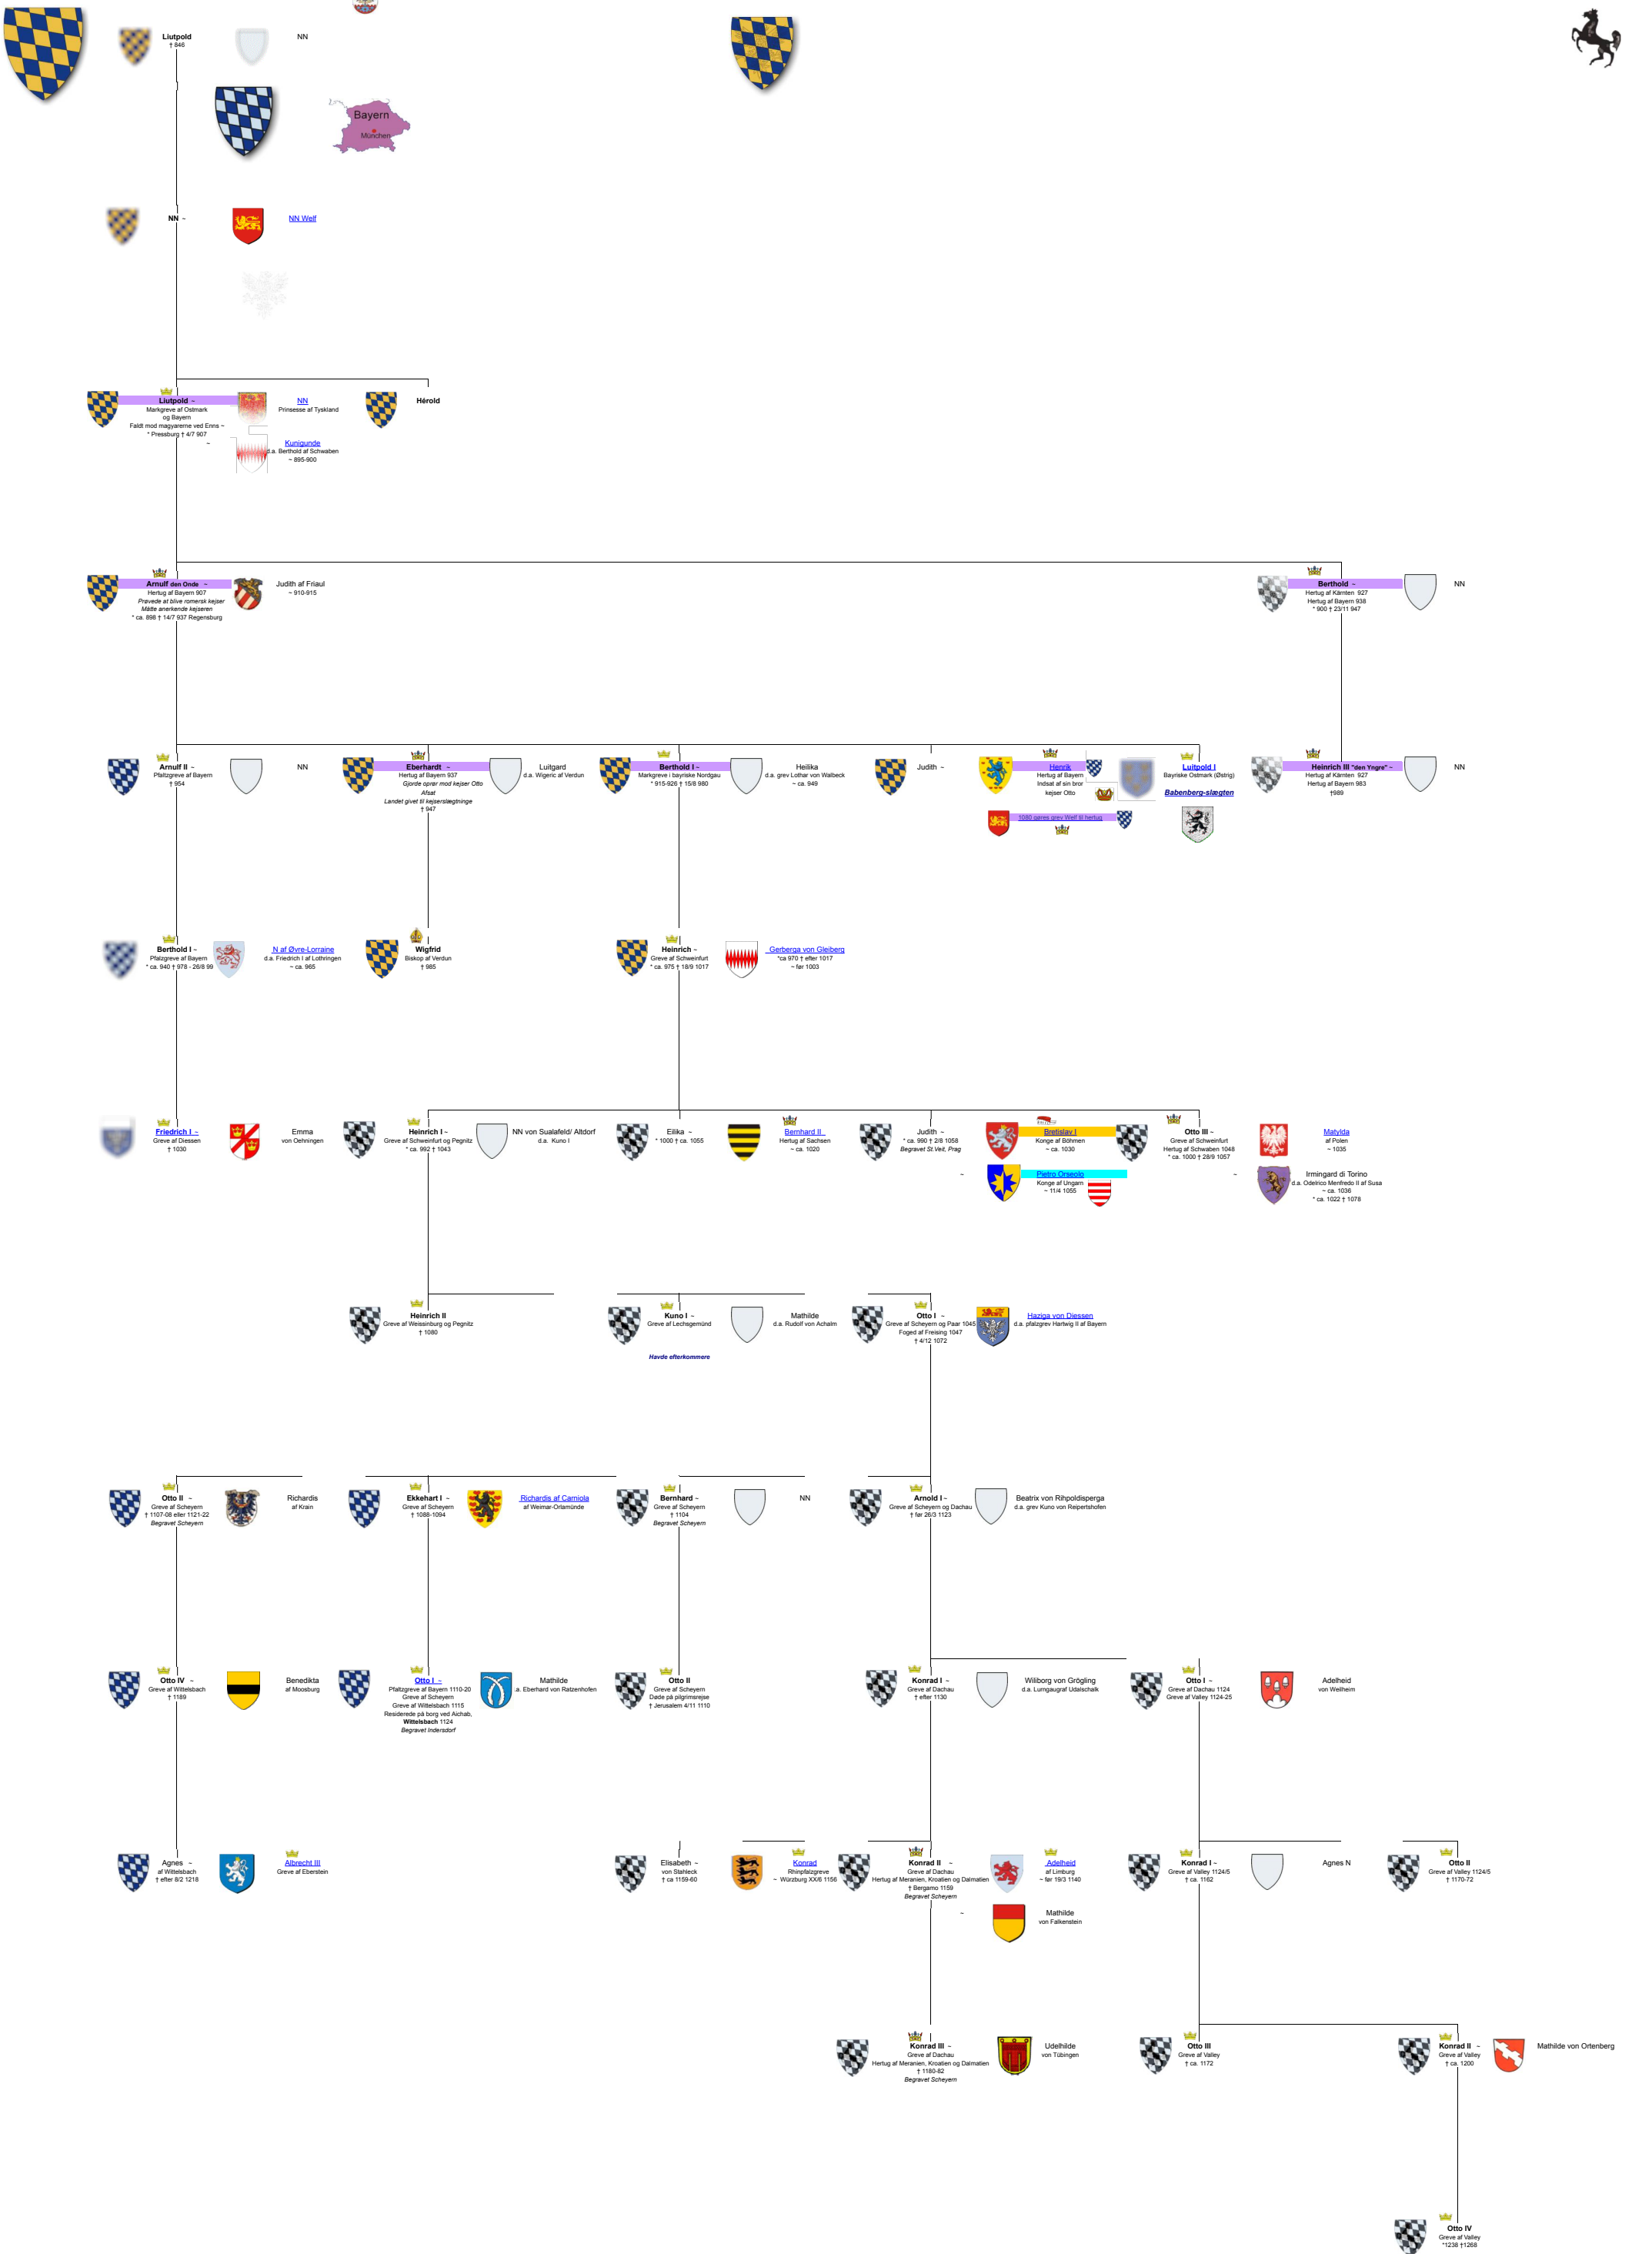 Liutpold
† 846
NN
Bayern
München
NN ~
NN Welf
Liutpold ~
Markgreve af Ostmark
og Bayern
Faldt mod magyarerne ved Enns ~
* Pressburg † 4/7 907
NN
Prinsesse af Tyskland
Hérold
~
Kunigunde
d.a. Berthold af Schwaben
~ 895-900
Arnulf den Onde ~
Hertug af Bayern 907
Prøvede at blive romersk kejser
Måtte anerkende kejseren
* ca. 898 † 14/7 937 Regensburg
Judith af Friaul
~ 910-915
Berthold ~
Hertug af Kärnten 927
Hertug af Bayern 938
* 900 † 23/11 947
NN
Arnulf II ~
Pfaltzgreve af Bayern
† 954
NN
Eberhardt ~
Hertug af Bayern 937
Gjorde oprør mod kejser Otto
Afsat
Landet givet til kejserslægtninge
† 947
Luitgard
d.a. Wigeric af Verdun
Berthold I ~
Markgreve i bayriske Nordgau
* 915-926 † 15/8 980
Heilika
d.a. grev Lothar von Walbeck
~ ca. 949
Judith ~
Henrik
Hertug af Bayern
Indsat af sin bror
kejser Otto
1080 gøres grev Welf til hertug
Luitpold I
Bayriske Ostmark (Østrig)
Babenberg-slægten
Heinrich III "den Yngre" ~
Hertug af Kärnten 927
Hertug af Bayern 983
†989
NN
Berthold I ~
Pfalzgreve af Bayern
* ca. 940 † 978 - 26/8 99
N af Øvre-Lorraine
d.a. Friedrich I af Lothringen
~ ca. 965
Wigfrid
Biskop af Verdun
† 985
Heinrich ~
Greve af Schweinfurt
* ca. 975 † 18/9 1017
Gerberga von Gleiberg
*ca 970 † efter 1017
~ før 1003
Friedrich I ~
Greve af Diessen
† 1030
Emma
von Oehningen
Heinrich I ~
Greve af Schweinfurt og Pegnitz
* ca. 992 † 1043
NN von Sualafeld/ Altdorf
d.a. Kuno I
Eilika ~
* 1000 † ca. 1055
Bernhard II
Hertug af Sachsen
~ ca. 1020
Judith ~
* ca. 990 † 2/8 1058
Begravet St.Veit, Prag
Bretislav I
Konge af Böhmen
~ ca. 1030
Otto III ~
Greve af Schweinfurt
Hertug af Schwaben 1048
* ca. 1000 † 28/9 1057
Matylda
af Polen
~ 1035
~
Pietro Orseolo
Konge af Ungarn
~ 11/4 1055
~
Irmingard di Torino
d.a. Odelrico Menfredo II af Susa
~ ca. 1036
* ca. 1022 † 1078
Heinrich II
Greve af Weissinburg og Pegnitz
† 1080
Kuno I ~
Greve af Lechsgemünd
Havde efterkommere
Mathilde
d.a. Rudolf von Achalm
Otto I ~
Greve af Scheyern og Paar 1045
Foged af Freising 1047
† 4/12 1072
Haziga von Diessen
d.a. pfalzgrev Hartwig II af Bayern
Otto II ~
Greve af Scheyern
† 1107-08 eller 1121-22
Begravet Scheyern
Richardis
af Krain
Ekkehart I ~
Greve af Scheyern
† 1088-1094
Richardis af Carniola
af Weimar-Orlamünde
Bernhard ~
Greve af Scheyern
† 1104
Begravet Scheyern
NN
Arnold I ~
Greve af Scheyern og Dachau
† før 26/3 1123
Beatrix von Rihpoldisperga
d.a. grev Kuno von Reipertshofen
Otto IV ~
Greve af Wittelsbach
† 1189
Benedikta
af Moosburg
Otto I ~
Pfaltzgreve af Bayern 1110-20
Greve af Scheyern
Greve af Wittelsbach 1115
Residerede på borg ved Aichab,
Wittelsbach 1124
Begravet Indersdorf
Mathilde
.a. Eberhard von Ratzenhofen
Otto II
Greve af Scheyern
Døde på pilgrimsrejse
† Jerusalem 4/11 1110
Konrad I ~
Greve af Dachau
† efter 1130
Wiliborg von Grögling
d.a. Lurngaugraf Udalschalk
Otto I ~
Greve af Dachau 1124
Greve af Valley 1124-25
Adelheid
von Weilheim
Agnes ~
af Wittelsbach
† efter 8/2 1218
Albrecht III
Greve af Eberstein
Elisabeth ~
von Stahleck
† ca 1159-60
Konrad
Rhinpfalzgreve
~ Würzburg XX/6 1156
Konrad II ~
Greve af Dachau
Hertug af Meranien, Kroatien og Dalmatien
† Bergamo 1159
Begravet Scheyern
Adelheid
af Limburg
~ før 19/3 1140
~
Mathilde
von Falkenstein
Konrad I ~
Greve af Valley 1124/5
† ca. 1162
Agnes N
Otto II
Greve af Valley 1124/5
† 1170-72
Konrad III ~
Greve af Dachau
Hertug af Meranien, Kroatien og Dalmatien
† 1180-82
Begravet Scheyern
Udelhilde
von Tübingen
Otto III
Greve af Valley
† ca. 1172
Konrad II ~
Greve af Valley
† ca. 1200
Mathilde von Ortenberg
Otto IV
Greve af Valley
*1238 †1268